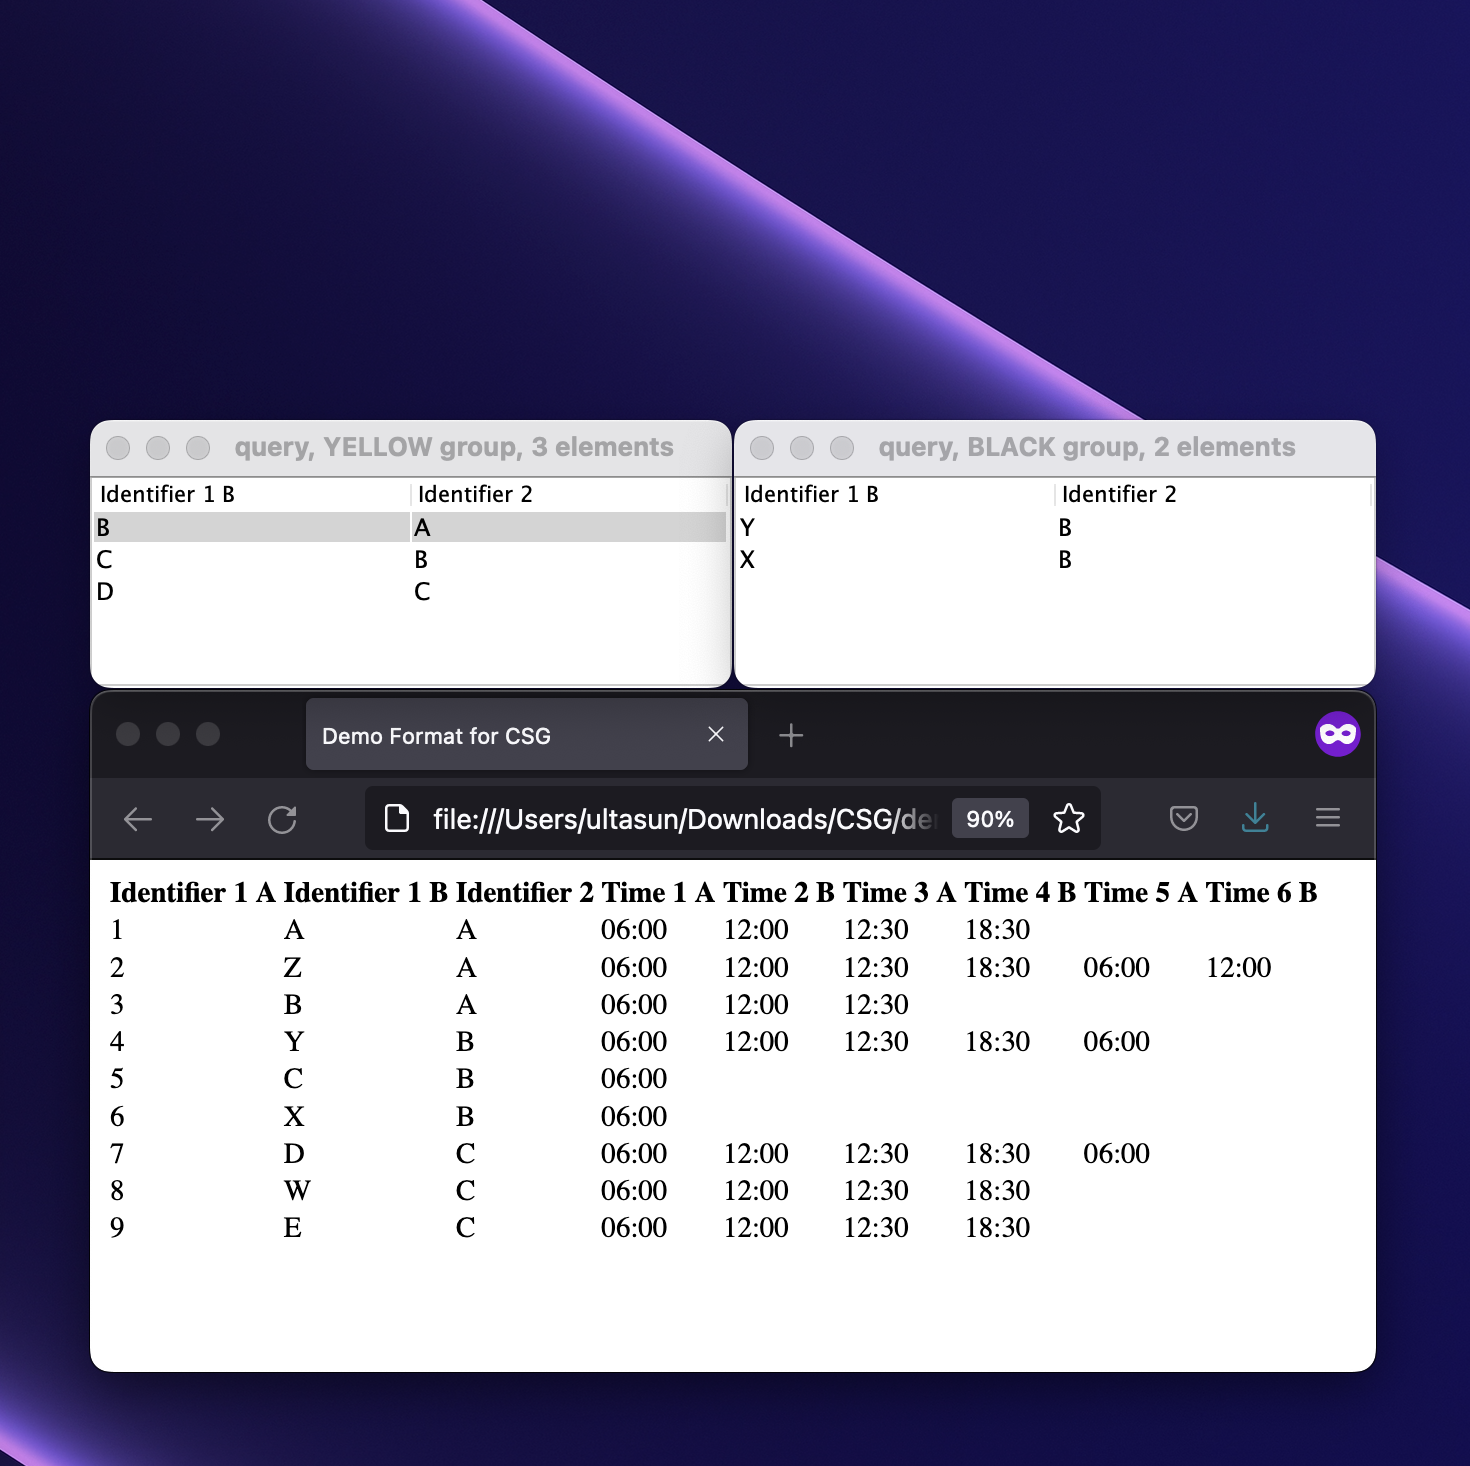 query, YELLOW group, 3 elements
Identifier 1 B Identifier 2
B A
C B
D C
query, BLACK group, 2 elements
Identifier 1 B Identifier 2
Y B
X B
Demo Format for CSG
file:///Users/ultasun/Downloads/CSG/de 90%
Identifier 1 A Identifier 1 B Identifier 2 Time 1 A Time 2 B Time 3 A Time 4 B Time 5 A Time 6 B
1 A A 06:00 12:00 12:30 18:30
2 Z A 06:00 12:00 12:30 18:30 06:00 12:00
3 B A 06:00 12:00 12:30
4 Y B 06:00 12:00 12:30 18:30 06:00
5 C B 06:00
6 X B 06:00
7 D C 06:00 12:00 12:30 18:30 06:00
8 W C 06:00 12:00 12:30 18:30
9 E C 06:00 12:00 12:30 18:30